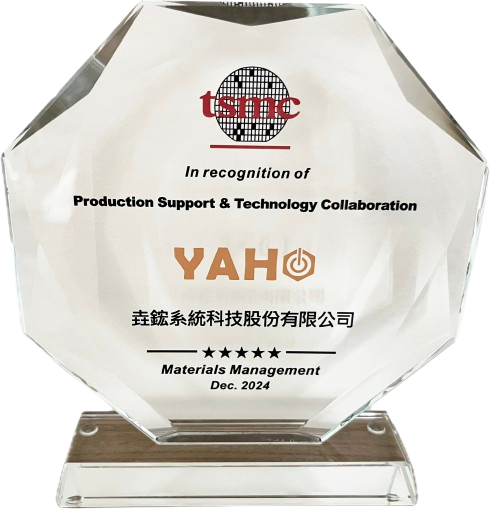 tsmc
In recognition of
Production Support & Technology Collaboration
YAHO
垚鋐系統科技股份有限公司
★★★★★
Materials Management
Dec. 2024